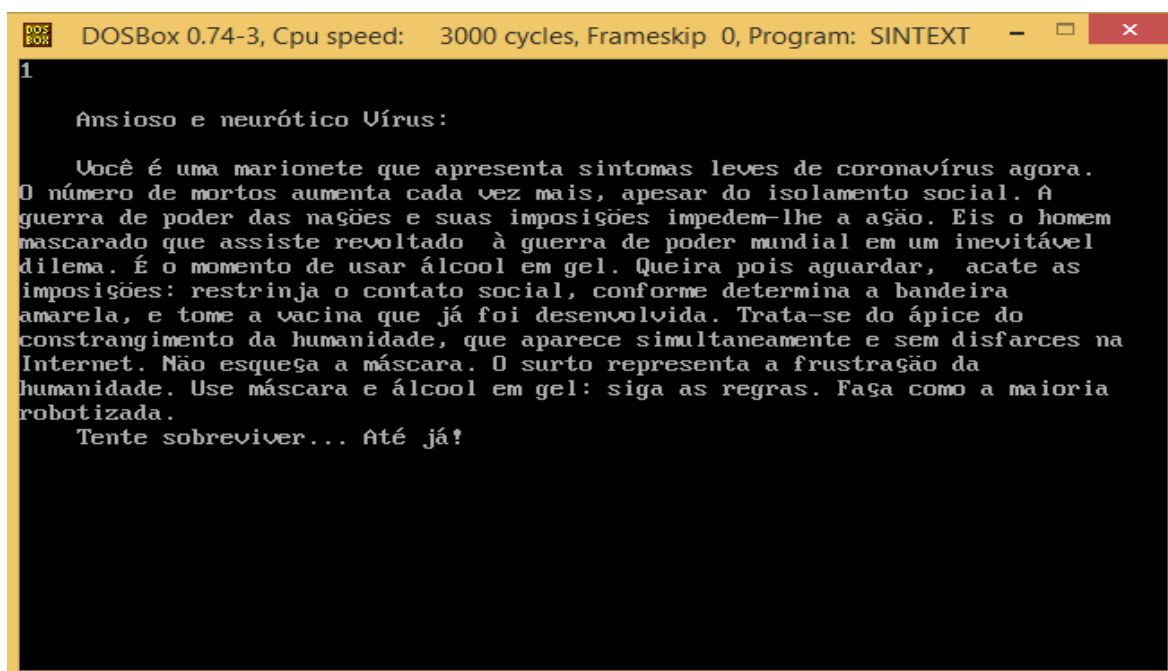 DOS BOX
DOSBox 0.74-3, Cpu speed: 3000 cycles, Frameskip 0, Program: SINTEXT
1
Ansioso e neurótico Vírus:
Você é uma marionete que apresenta sintomas leves de coronavírus agora.
O número de mortos aumenta cada vez mais, apesar do isolamento social. A
guerra de poder das nações e suas imposições impedem-lhe a ação. Eis o homem
mascarado que assiste revoltado  à guerra de poder mundial em um inevitável
dilema. É o momento de usar álcool em gel. Queira pois aguardar,  acate as
imposições: restrinja o contato social, conforme determina a bandeira
amarela, e tome a vacina que já foi desenvolvida. Trata-se do ápice do
constrangimento da humanidade, que aparece simultaneamente e sem disfarces na
Internet. Não esqueça a máscara. O surto representa a frustração da
humanidade. Use máscara e álcool em gel: siga as regras. Faça como a maioria
robotizada.
Tente sobreviver... Até já!